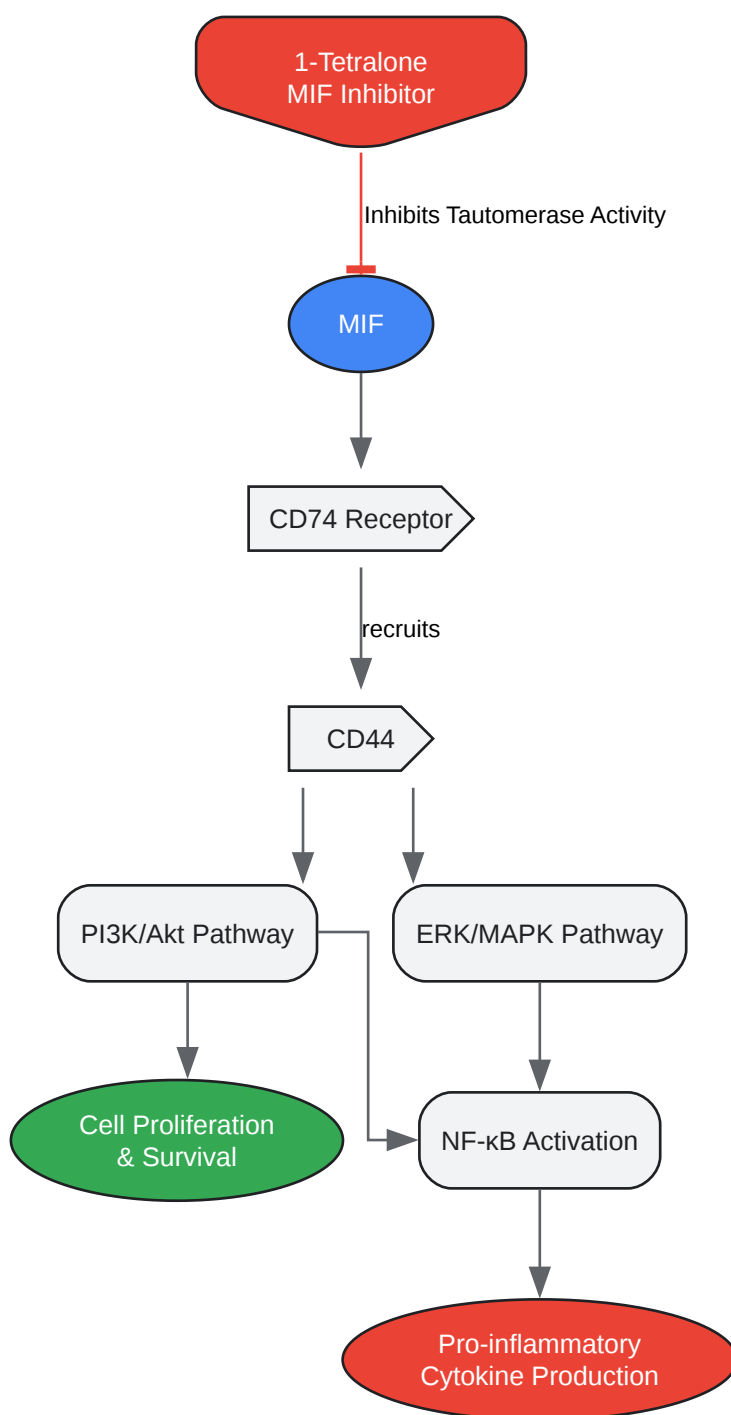 1-Tetralone
MIF Inhibitor
Inhibits Tautomerase Activity
MIF
CD74 Receptor
recruits
CD44
PI3K/Akt Pathway
ERK/MAPK Pathway
Cell Proliferation
& Survival
NF-κB Activation
Pro-inflammatory
Cytokine Production